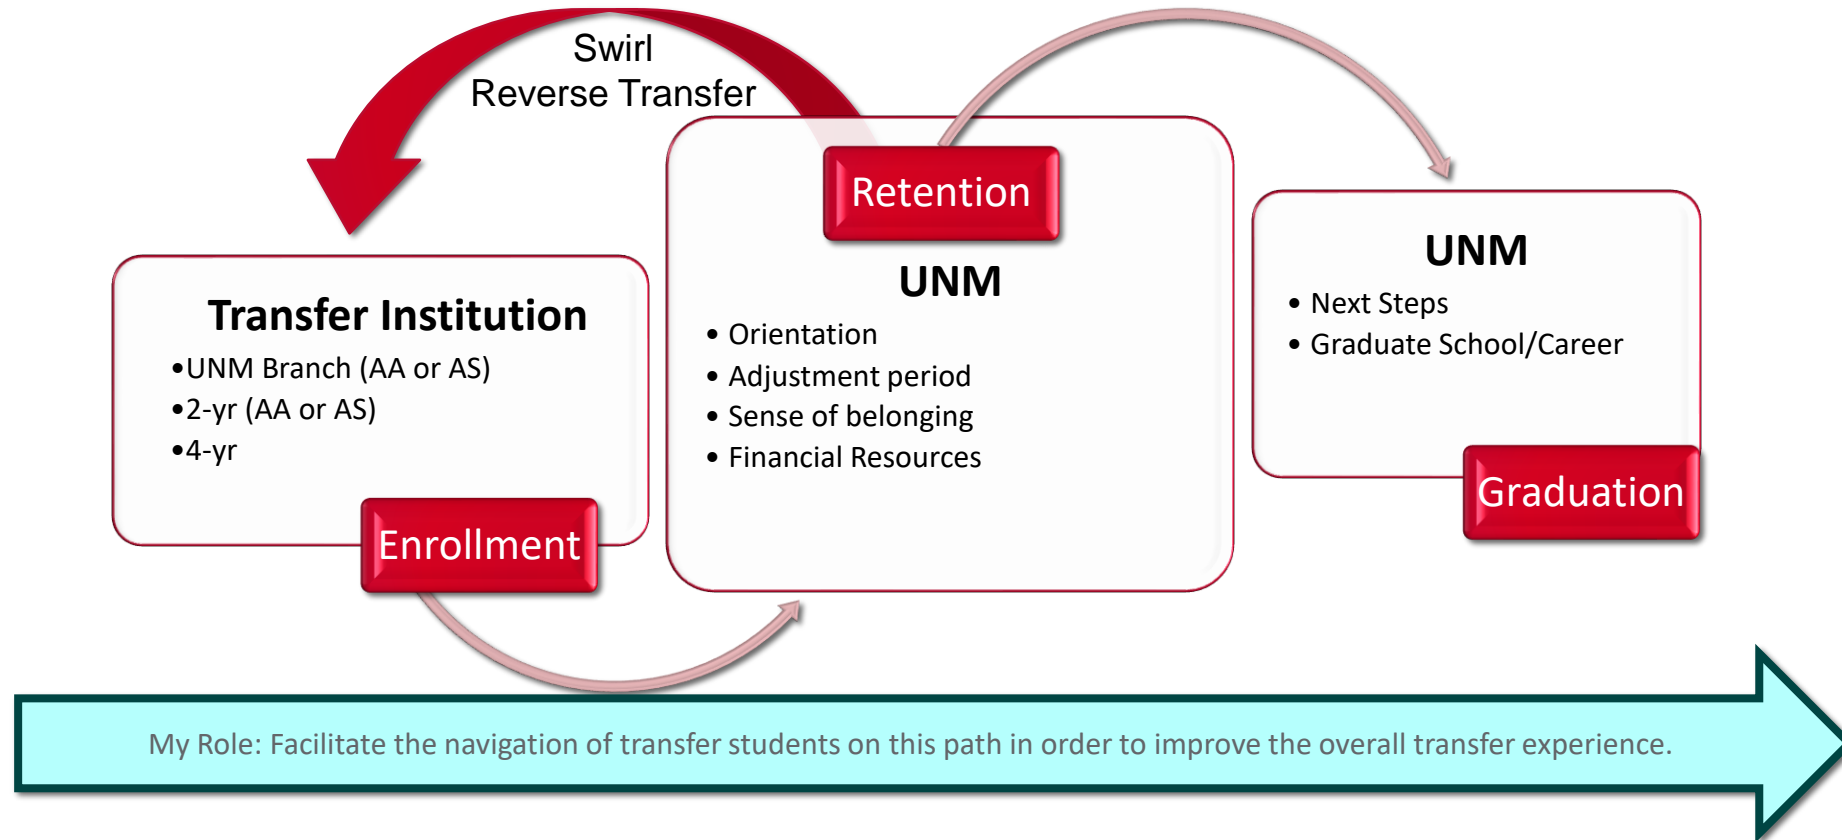 Swirl
Reverse Transfer
Transfer Institution
•UNM Branch (AA or AS)
•2-yr (AA or AS)
•4-yr
Enrollment
Retention
UNM
• Orientation
• Adjustment period
• Sense of belonging
• Financial Resources
UNM
• Next Steps
• Graduate School/Career
Graduation
My Role: Facilitate the navigation of transfer students on this path in order to improve the overall transfer experience.